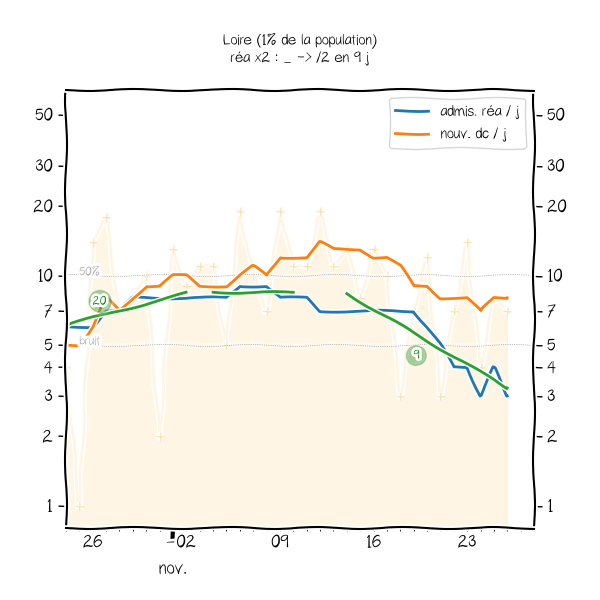 Loire (1% de la population)
réa x2 : _ -> /2 en 9 j
admis. réa / j
nouv. dc / j
50 50
30 30
20 20
10 10
7 7
5 5
4 4
3 3
2 2
1 1
50%
20
bruit
9
26 02 09 16 23
nov.